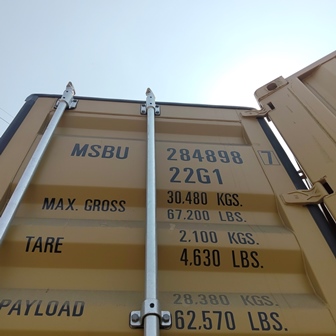 MSBU 284898 7
22G1
MAX. GROSS 30.480 KGS.
67.200 LBS.
TARE 2.100 KGS.
4.630 LBS.
PAYLOAD 28.380 KGS.
62.570 LBS.